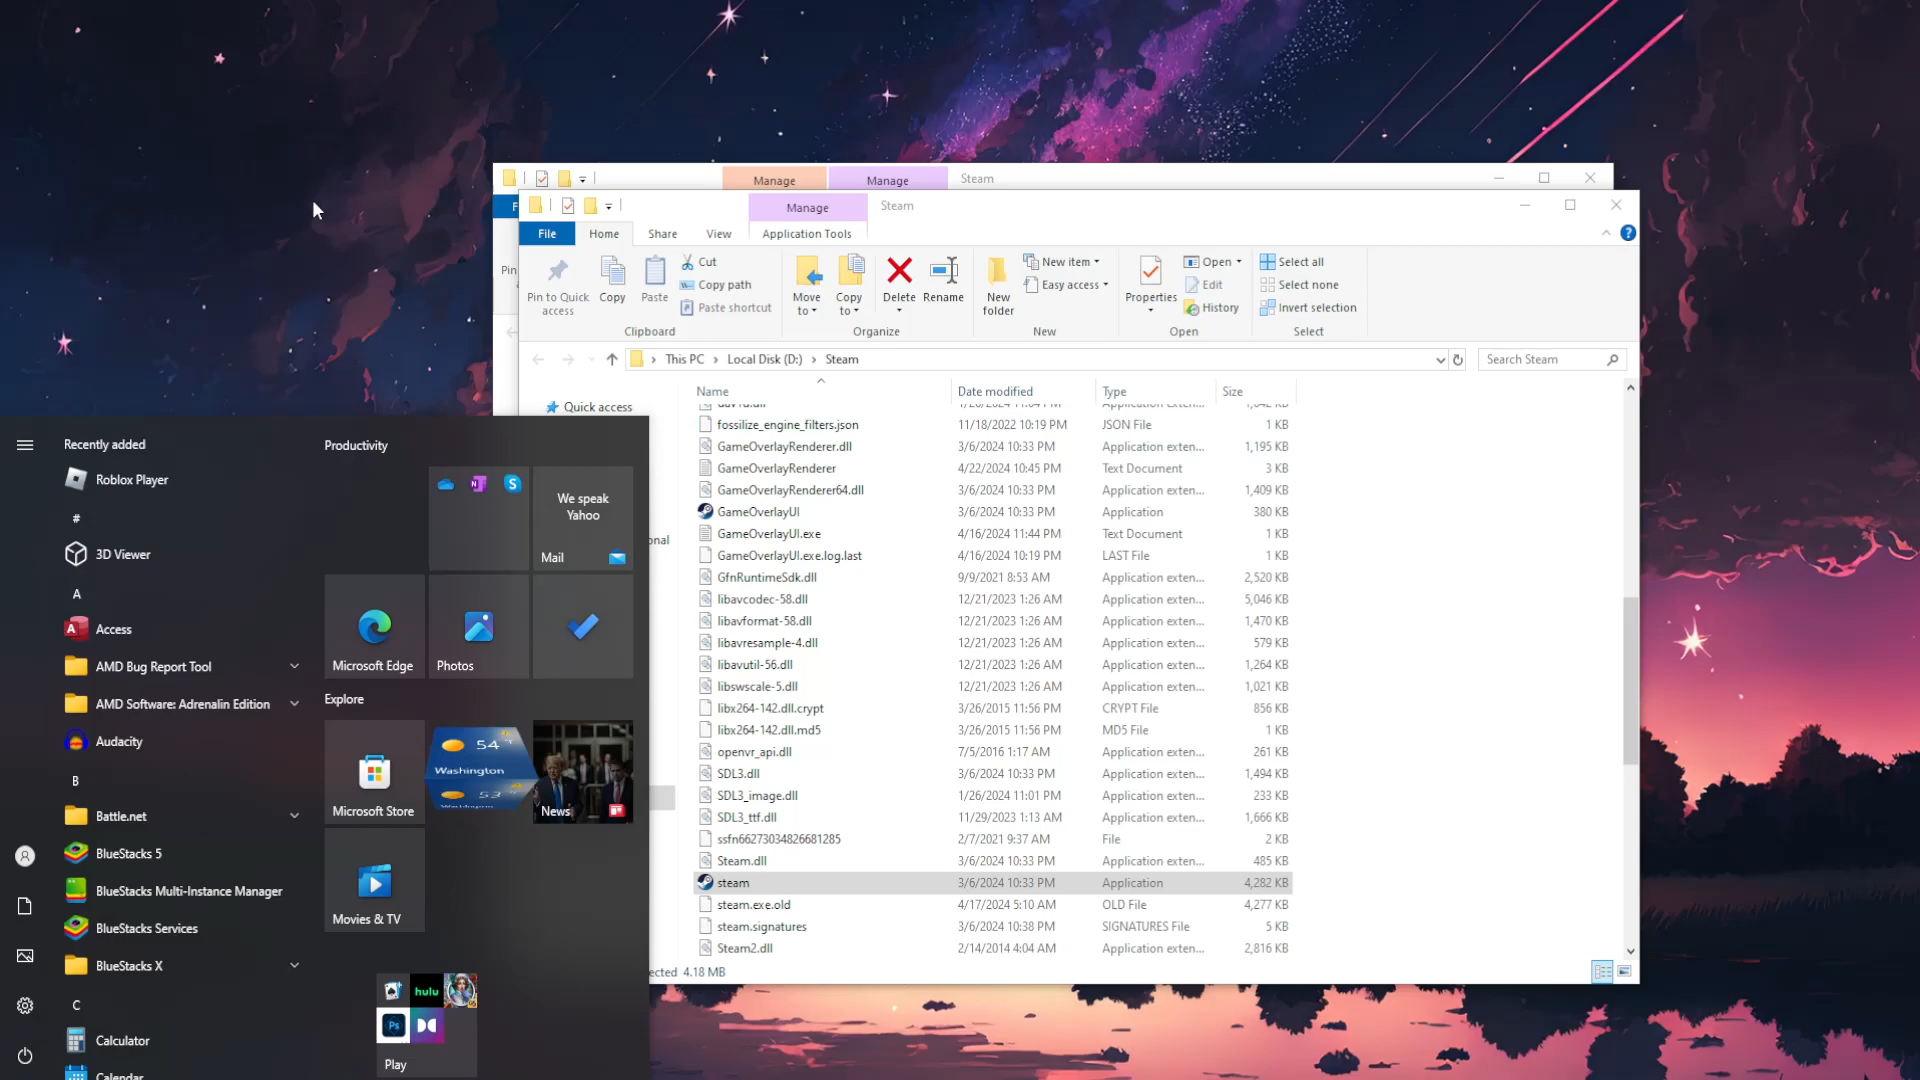 Manage
Manage
Steam
Manage
Steam
File
Home
Share
View
Application Tools
Pin to Quick access
Copy
Paste
Cut
Copy path
Paste shortcut
Clipboard
Move to
Copy to
Delete
Rename
Organize
New folder
New item
Easy access
New
Properties
Open
Edit
History
Open
Select all
Select none
Invert selection
Select
This PC > Local Disk (D:) > Steam
Search Steam
Quick access
Name Date modified Type Size
fossilize_engine_filters.json 11/18/2022 10:19 PM JSON File 1 KB
GameOverlayRenderer.dll 3/6/2024 10:33 PM Application exten... 1,195 KB
GameOverlayRenderer 4/22/2024 10:45 PM Text Document 3 KB
GameOverlayRenderer64.dll 3/6/2024 10:33 PM Application exten... 1,409 KB
GameOverlayUI 3/6/2024 10:33 PM Application 380 KB
GameOverlayUI.exe 4/16/2024 11:44 PM Text Document 1 KB
GameOverlayUI.exe.log.last 4/16/2024 10:19 PM LAST File 1 KB
GfnRuntimeSdk.dll 9/9/2021 8:53 AM Application exten... 2,520 KB
libavcodec-58.dll 12/21/2023 1:26 AM Application exten... 5,046 KB
libavformat-58.dll 12/21/2023 1:26 AM Application exten... 1,470 KB
libavresample-4.dll 12/21/2023 1:26 AM Application exten... 579 KB
libavutil-56.dll 12/21/2023 1:26 AM Application exten... 1,264 KB
libswscale-5.dll 12/21/2023 1:26 AM Application exten... 1,021 KB
libx264-142.dll.crypt 3/26/2015 11:56 PM CRYPT File 856 KB
libx264-142.dll.md5 3/26/2015 11:56 PM MD5 File 1 KB
openvr_api.dll 7/5/2016 1:17 AM Application exten... 261 KB
SDL3.dll 3/6/2024 10:33 PM Application exten... 1,494 KB
SDL3_image.dll 1/26/2024 11:01 PM Application exten... 233 KB
SDL3_ttf.dll 11/29/2023 1:13 AM Application exten... 1,666 KB
ssfn66273034826681285 2/7/2021 9:37 AM File 2 KB
Steam.dll 3/6/2024 10:33 PM Application exten... 485 KB
steam 3/6/2024 10:33 PM Application 4,282 KB
steam.exe.old 4/17/2024 5:10 AM OLD File 4,277 KB
steam.signatures 3/6/2024 10:38 PM SIGNATURES File 5 KB
Steam2.dll 2/14/2014 4:04 AM Application exten... 2,816 KB
ected 4.18 MB
onal
Recently added
Roblox Player
#
3D Viewer
A
Access
AMD Bug Report Tool
AMD Software: Adrenalin Edition
Audacity
B
Battle.net
BlueStacks 5
BlueStacks Multi-Instance Manager
BlueStacks Services
BlueStacks X
C
Calculator
Calendar
Productivity
We speak
Yahoo
Mail
Microsoft Edge
Photos
Explore
Microsoft Store
54
Washington
53
News
Movies & TV
hulu
Ps
Play